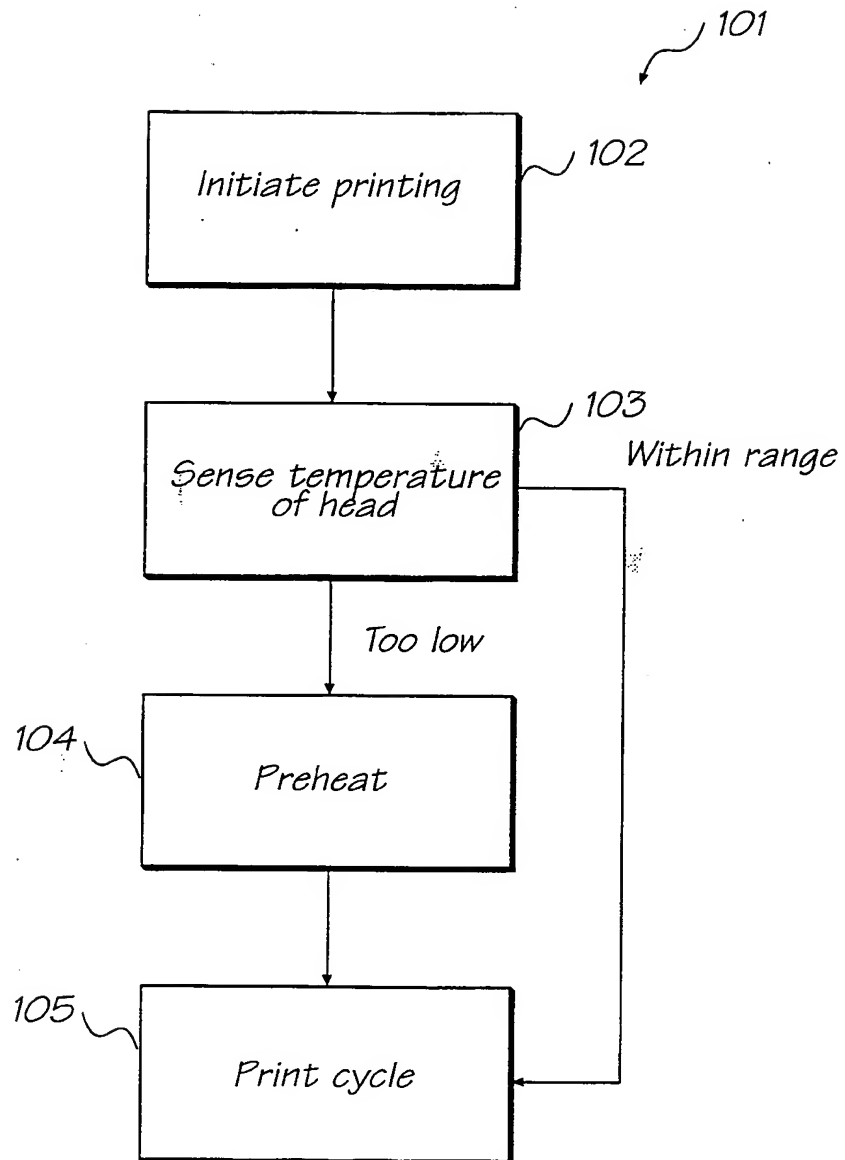 101
Initiate printing
102
103
Within range
Sense temperature
of head
Too low
104
Preheat
105
Print cycle